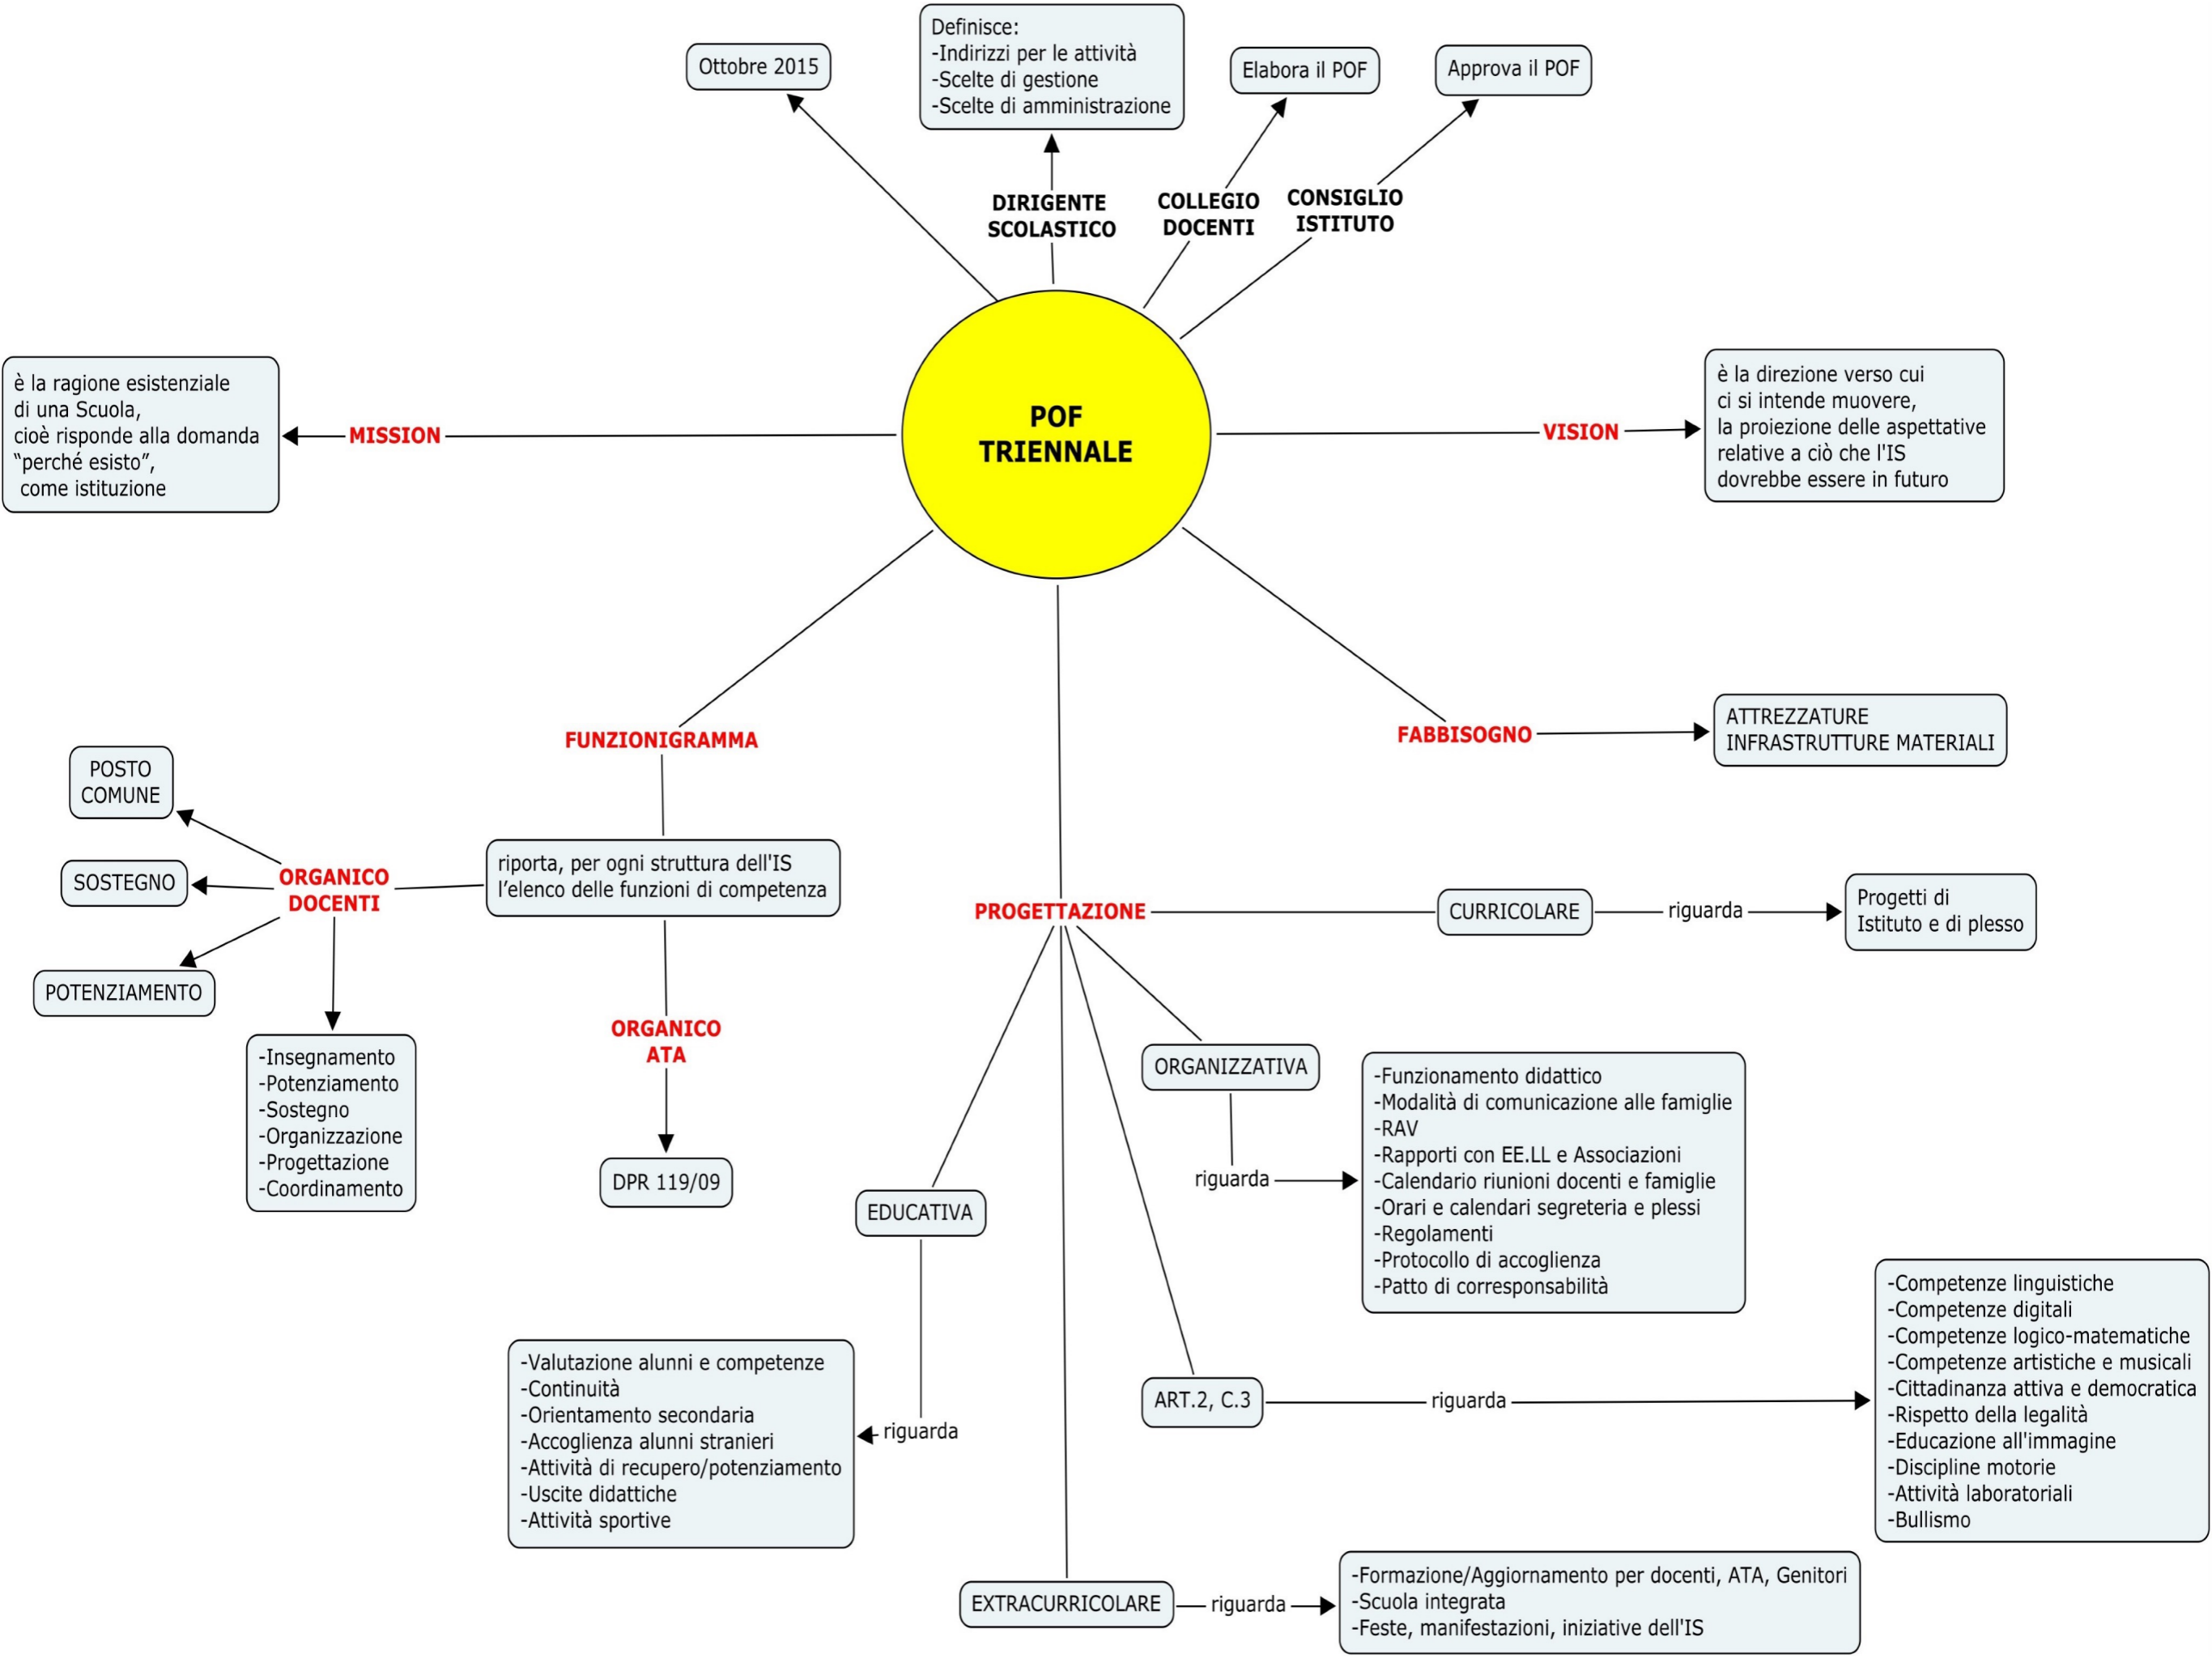 Ottobre 2015
Definisce:
-Indirizzi per le attività
-Scelte di gestione
-Scelte di amministrazione
Elabora il POF
Approva il POF
DIRIGENTE
SCOLASTICO
COLLEGIO
DOCENTI
CONSIGLIO
ISTITUTO
POF
TRIENNALE
è la ragione esistenziale
di una Scuola,
cioè risponde alla domanda
“perché esisto”,
come istituzione
MISSION
VISION
è la direzione verso cui
ci si intende muovere,
la proiezione delle aspettative
relative a ciò che l'IS
dovrebbe essere in futuro
FUNZIONIGRAMMA
FABBISOGNO
ATTREZZATURE
INFRASTRUTTURE MATERIALI
POSTO
COMUNE
SOSTEGNO
POTENZIAMENTO
ORGANICO
DOCENTI
riporta, per ogni struttura dell'IS
l’elenco delle funzioni di competenza
-Insegnamento
-Potenziamento
-Sostegno
-Organizzazione
-Progettazione
-Coordinamento
ORGANICO
ATA
DPR 119/09
PROGETTAZIONE
CURRICOLARE
riguarda
Progetti di
Istituto e di plesso
ORGANIZZATIVA
riguarda
-Funzionamento didattico
-Modalità di comunicazione alle famiglie
-RAV
-Rapporti con EE.LL e Associazioni
-Calendario riunioni docenti e famiglie
-Orari e calendari segreteria e plessi
-Regolamenti
-Protocollo di accoglienza
-Patto di corresponsabilità
EDUCATIVA
riguarda
-Valutazione alunni e competenze
-Continuità
-Orientamento secondaria
-Accoglienza alunni stranieri
-Attività di recupero/potenziamento
-Uscite didattiche
-Attività sportive
ART.2, C.3
riguarda
-Competenze linguistiche
-Competenze digitali
-Competenze logico-matematiche
-Competenze artistiche e musicali
-Cittadinanza attiva e democratica
-Rispetto della legalità
-Educazione all'immagine
-Discipline motorie
-Attività laboratoriali
-Bullismo
EXTRACURRICOLARE
riguarda
-Formazione/Aggiornamento per docenti, ATA, Genitori
-Scuola integrata
-Feste, manifestazioni, iniziative dell'IS